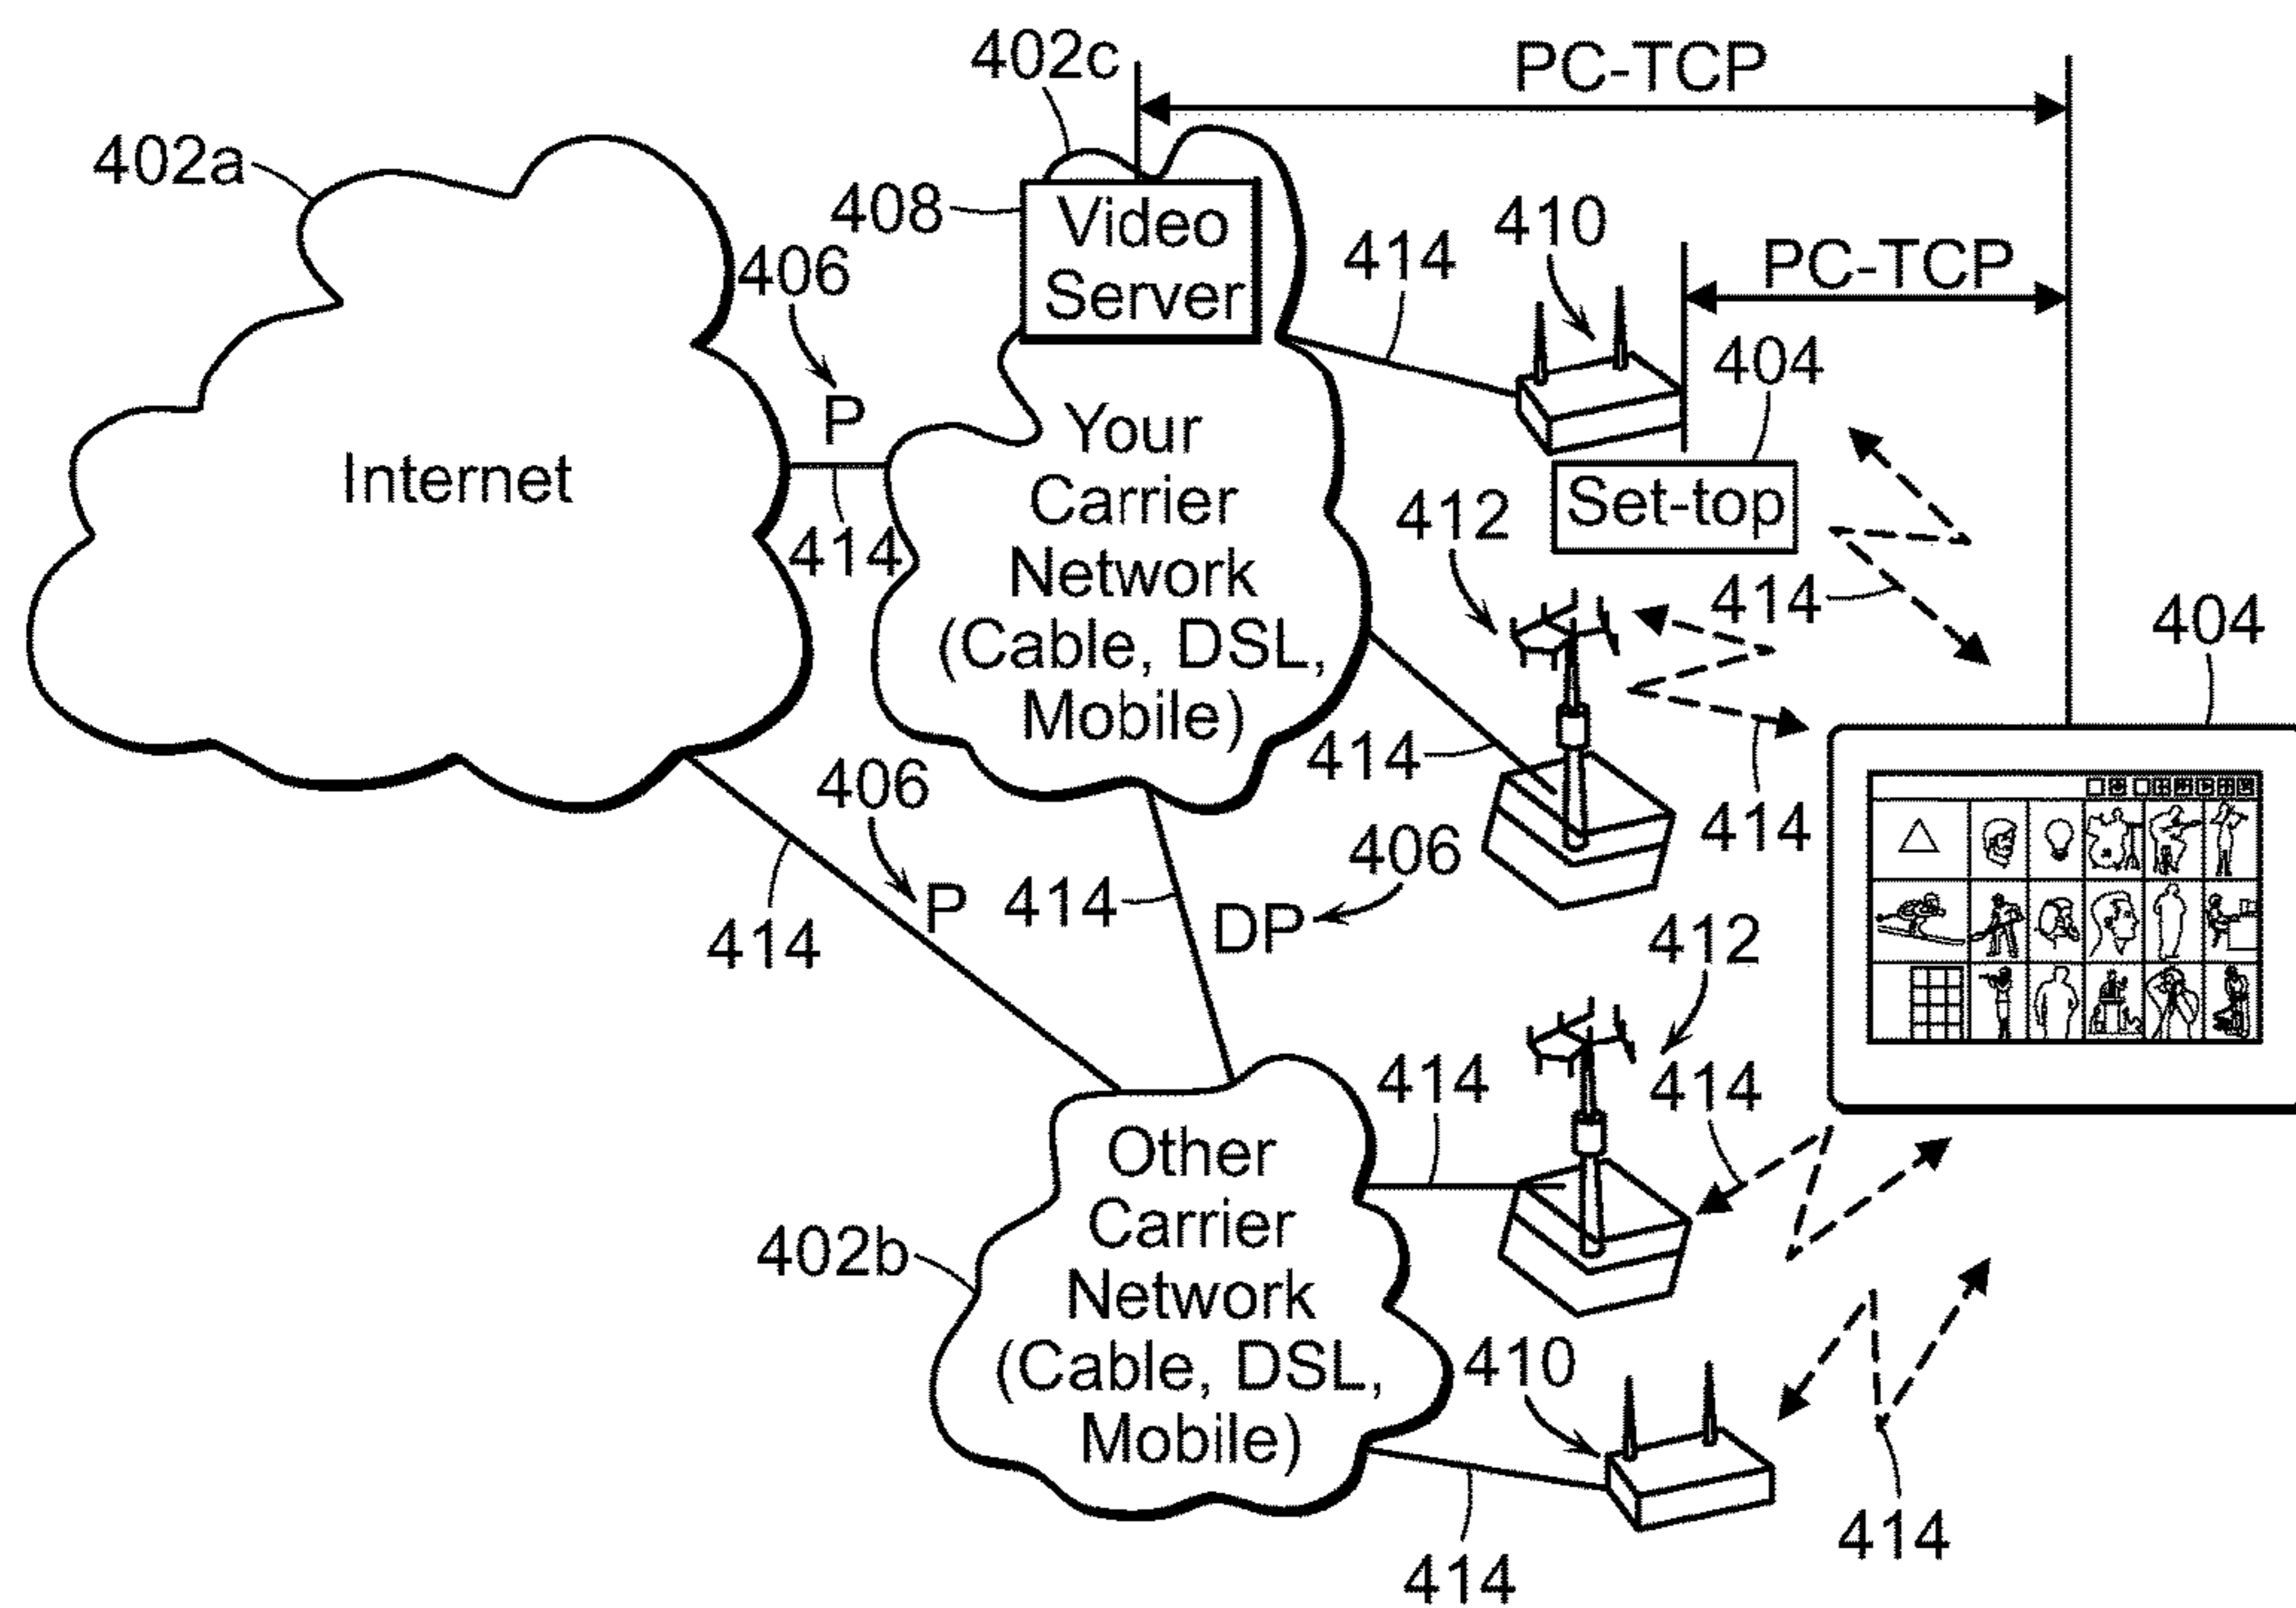 402c
PC-TCP
402a
408
Video
Server
406
414
410
PC-TCP
404
P
Your
Carrier
Network
(Cable, DSL,
Mobile)
Internet
414
412
Set-top
414
404
414
414
406
P
414
414
DP
406
412
414
414
Other
Carrier
Network
(Cable, DSL,
Mobile)
402b
410
414
414